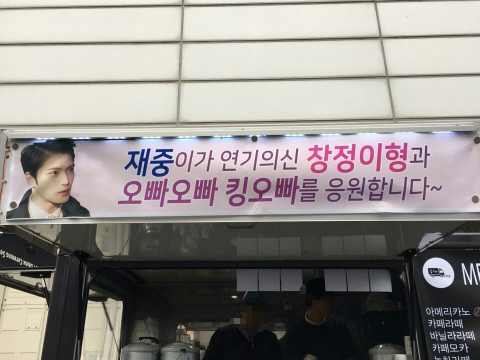 재중이가 연기의신 창정이형과
오빠오빠 킹오빠를 응원합니다~
ME
아메리카노
카페라떼
바닐라라떼
카페모카